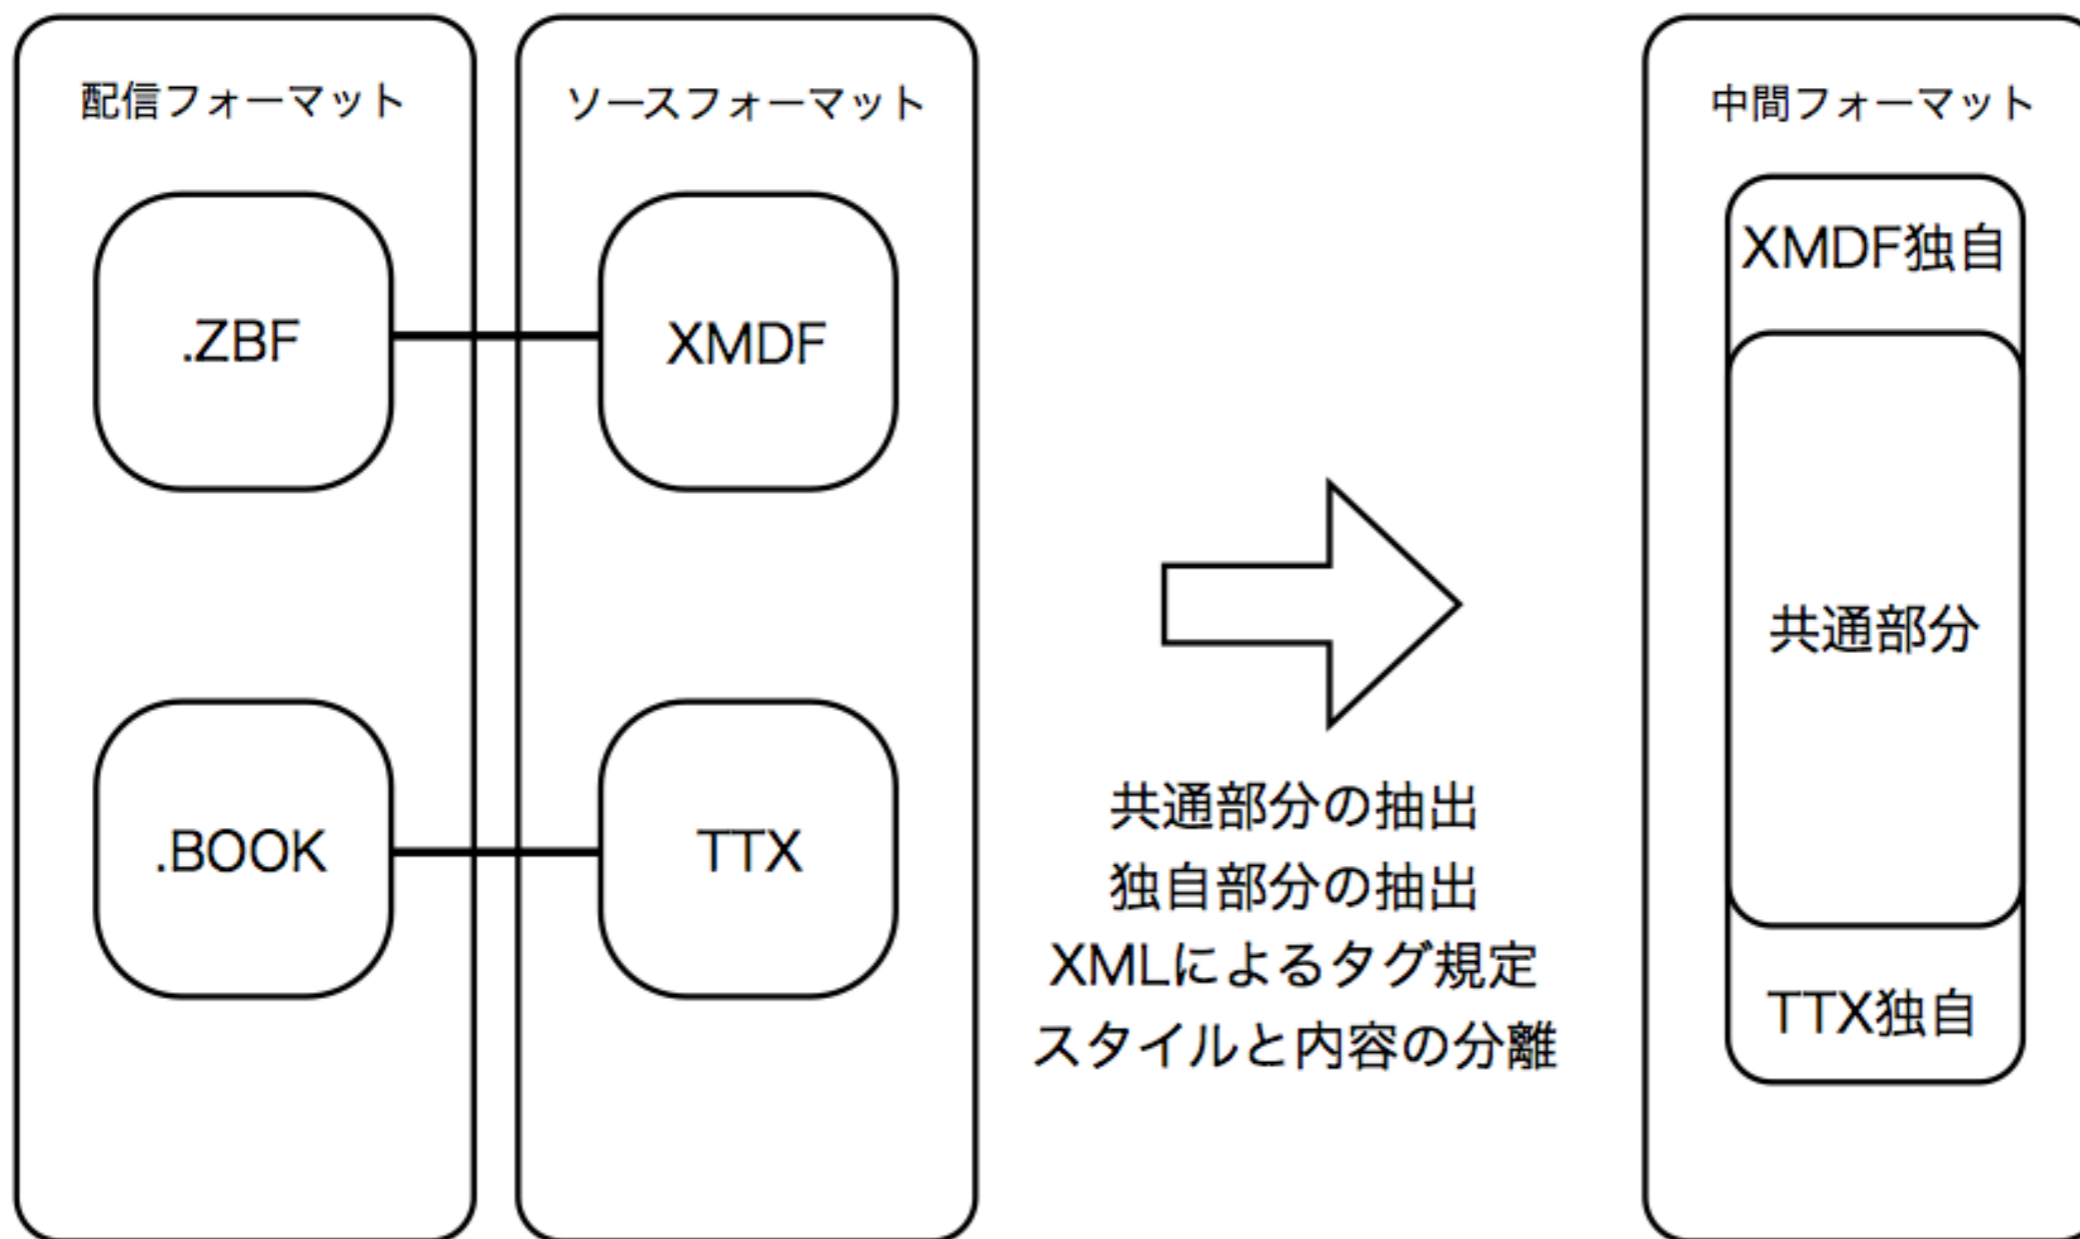 配信フォーマット
.ZBF
.BOOK
ソースフォーマット
XMDF
TTX
共通部分の抽出
独自部分の抽出
XMLによるタグ規定
スタイルと内容の分離
中間フォーマット
XMDF独自
共通部分
TTX独自